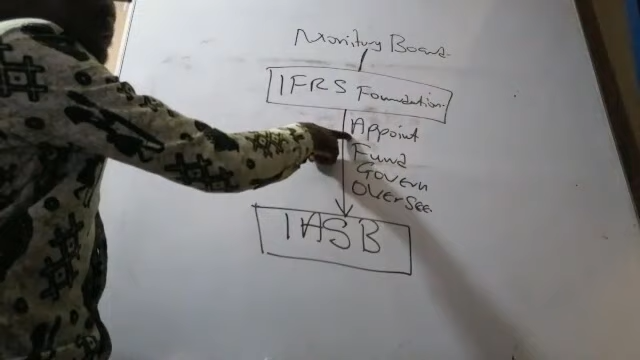 Monitory Board
IFRS Foundation
Appoint
Fund
Govern
Oversee
IASB